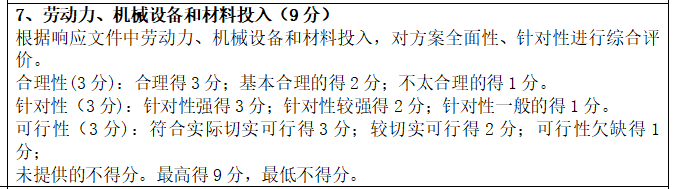 7、劳动力、机械设备和材料投入（9 分）
根据响应文件中劳动力、机械设备和材料投入，对方案全面性、针对性进行综合评
价。
合理性(3 分)：合理得 3 分；基本合理的得 2 分；不太合理的得 1 分。
针对性（3 分)：针对性强得 3 分；针对性较强得 2 分；针对性一般的得 1 分。
可行性（3 分)：符合实际切实可行得 3 分；较切实可行得 2 分；可行性欠缺得 1
分；
未提供的不得分。最高得 9 分，最低不得分。